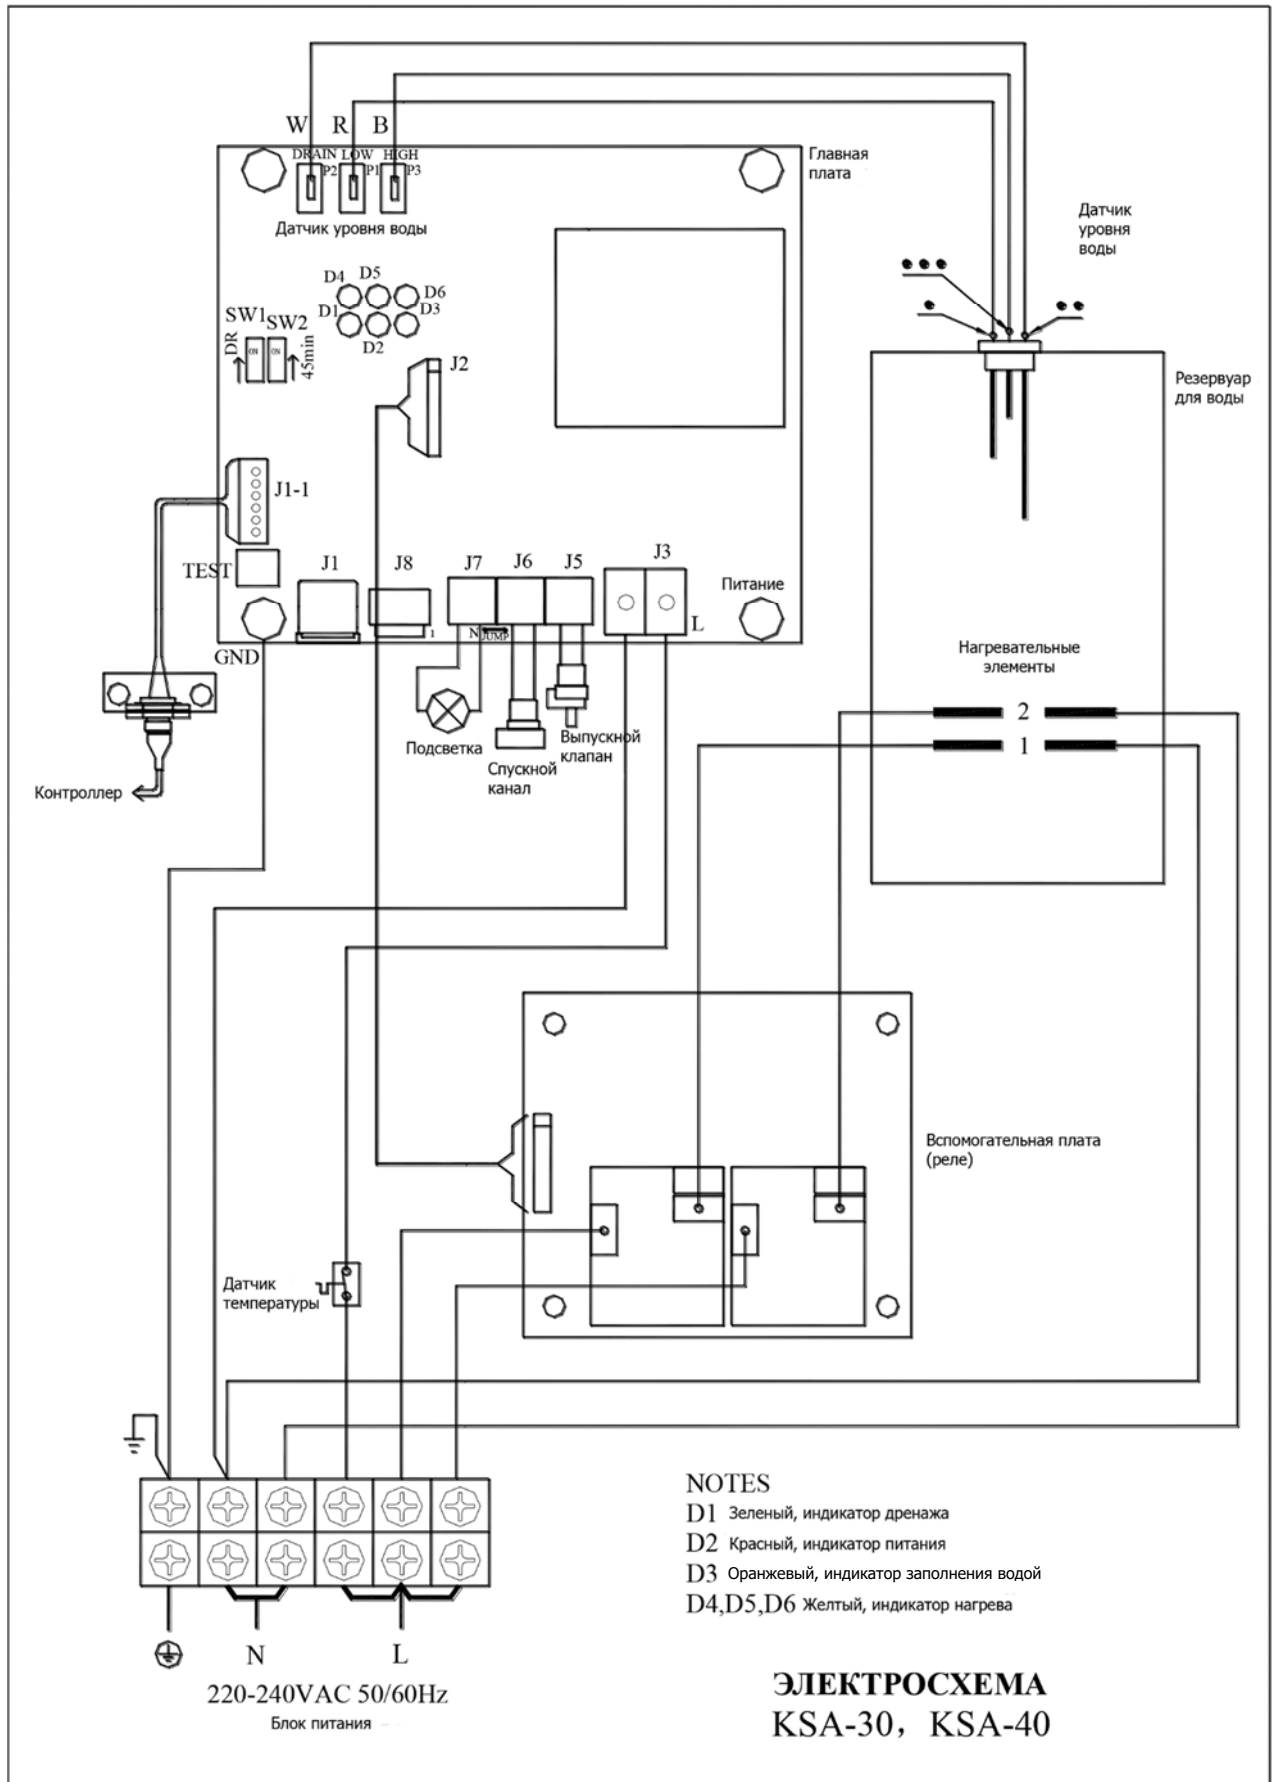 W R B
DRAIN LOW HIGH
P2 P1 P3
Датчик уровня воды
Главная
плата
Датчик
уровня
воды
D4 D5 D6
D1 D2 D3
SW1 SW2
DR ON ON 45min
J2
Резервуар
для воды
J1-1
TEST
J1 J8 J7 J6 J5 J3
Питание
1 N JUMP L
GND
Нагревательные
элементы
2
1
Подсветка
Выпускной
клапан
Спускной
канал
Контроллер
Вспомогательная плата
(реле)
Датчик
температуры
NOTES
D1 Зеленый, индикатор дренажа
D2 Красный, индикатор питания
D3 Оранжевый, индикатор заполнения водой
D4,D5,D6 Желтый, индикатор нагрева
N L
220-240VAC 50/60Hz
Блок питания
ЭЛЕКТРОСХЕМА
KSA-30, KSA-40